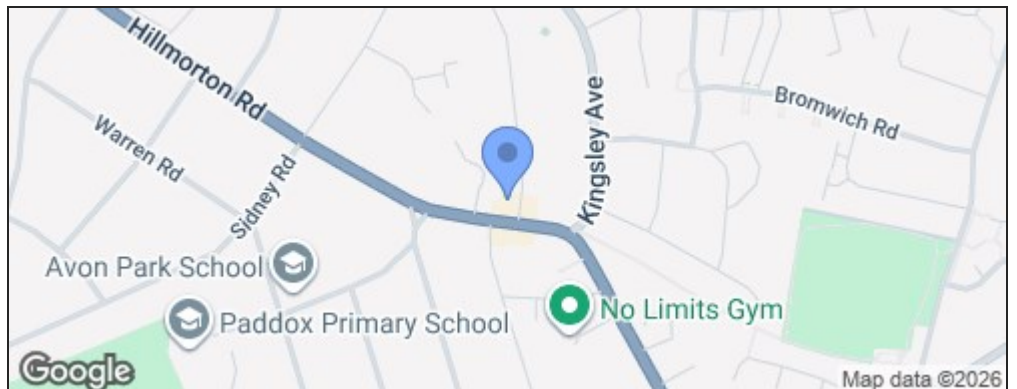 Hillmorton Rd
Kingsley Ave
Bromwich Rd
Warren Rd
Sidney Rd
Avon Park School
Paddox Primary School
No Limits Gym
Google
Map data ©2026